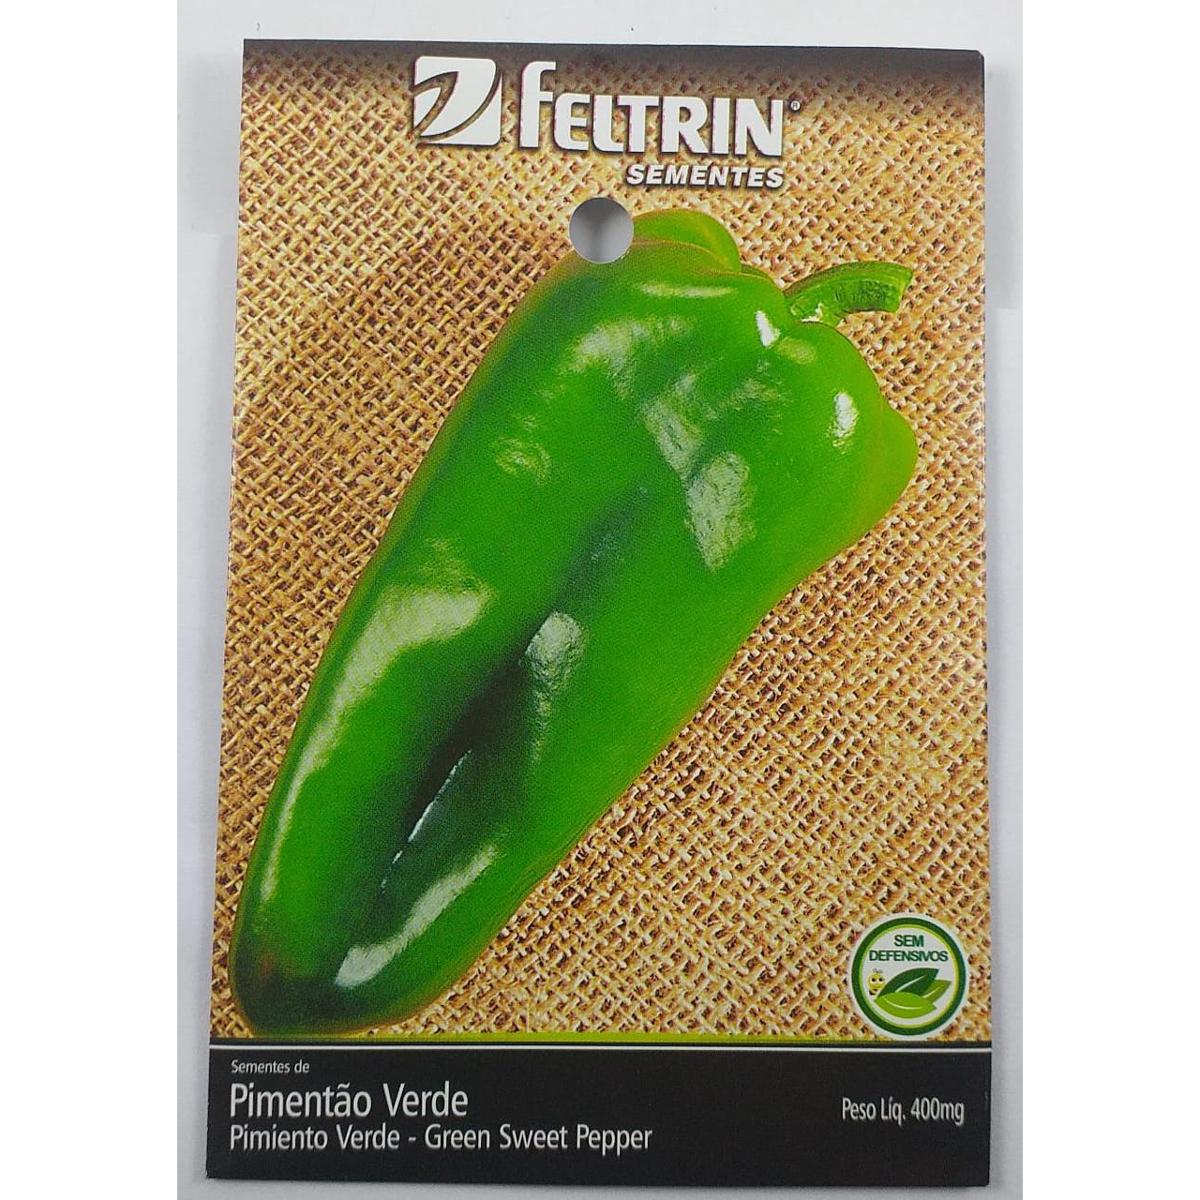 FELTRIN®
SEMENTES
SEM
DEFENSIVOS
Sementes de
Pimentão Verde
Pimiento Verde - Green Sweet Pepper
Peso Líq. 400mg